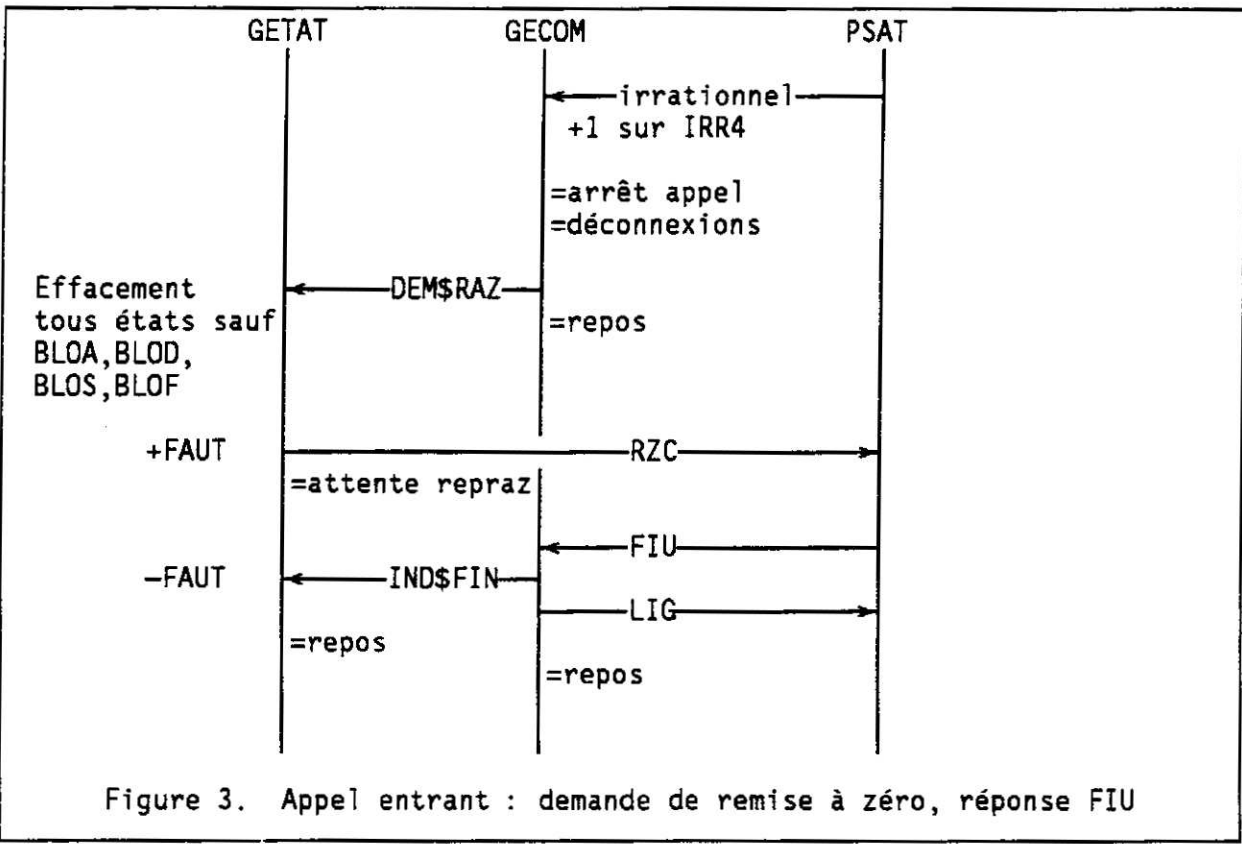 GETAT GECOM PSAT
irrationnel
+1 sur IRR4
=arrêt appel
=déconnexions
Effacement DEM$RAZ
tous états sauf =repos
BLOA,BLOD,
BLOS,BLOF
+FAUT RZC
=attente repraz
FIU
-FAUT IND$FIN
LIG
=repos
=repos
Figure 3. Appel entrant : demande de remise à zéro, réponse FIU